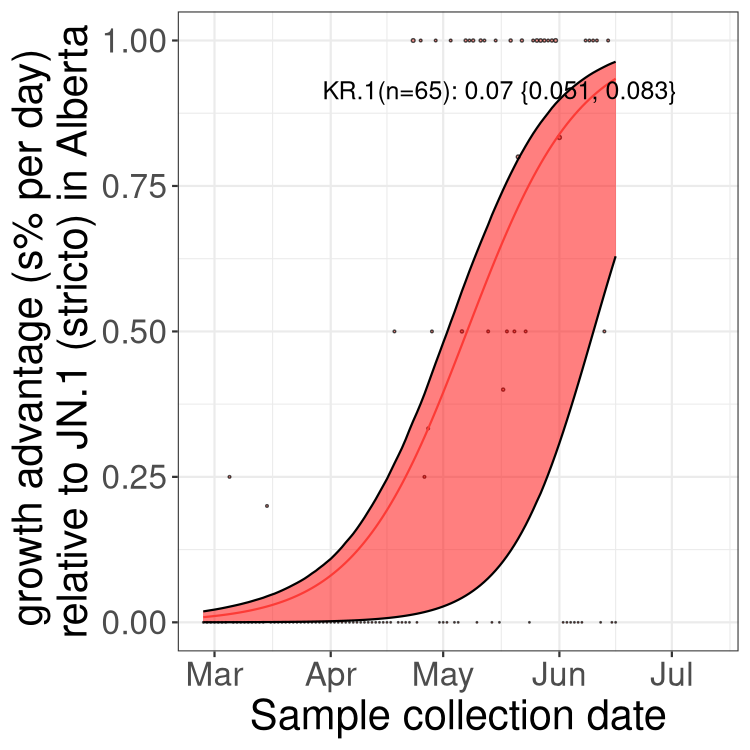 growth advantage (s% per day)
relative to JN.1 (stricto) in Alberta
1.00
0.75
0.50
0.25
0.00
KR.1(n=65): 0.07 {0.051, 0.083}
Mar Apr May Jun Jul
Sample collection date